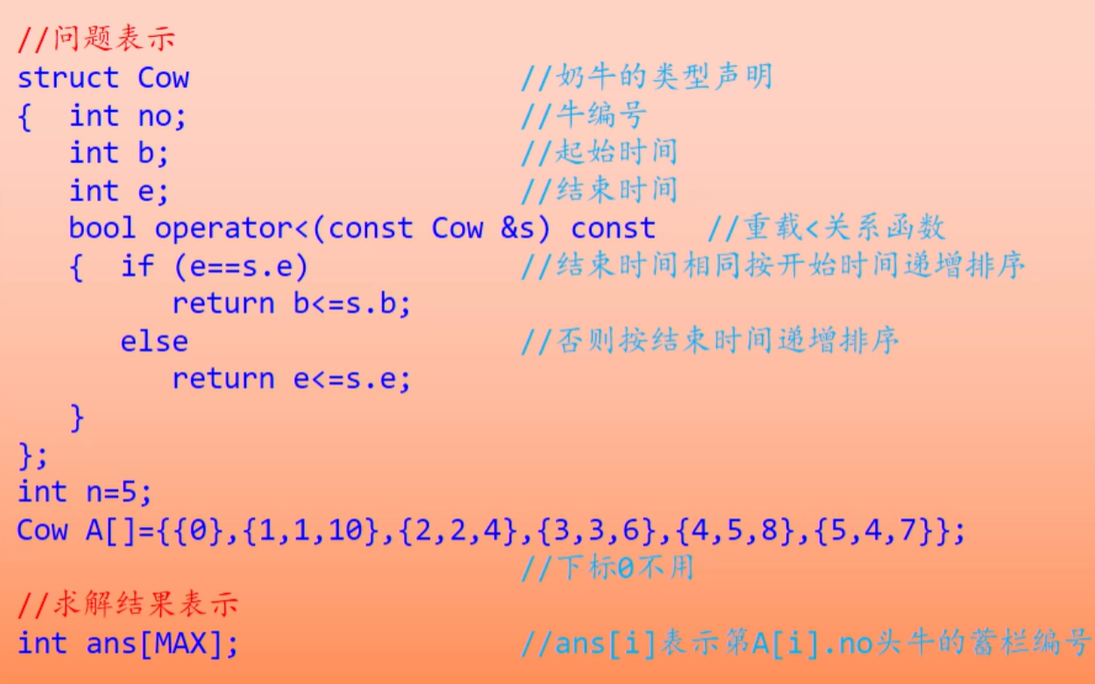 //问题表示
struct Cow //奶牛的类型声明
{ int no; //牛编号
int b; //起始时间
int e; //结束时间
bool operator<(const Cow &s) const //重载<关系函数
{ if (e==s.e) //结束时间相同按开始时间递增排序
return b<=s.b;
else //否则按结束时间递增排序
return e<=s.e;
}
};
int n=5;
Cow A[]={{0},{1,1,10},{2,2,4},{3,3,6},{4,5,8},{5,4,7}};
//下标0不用
//求解结果表示
int ans[MAX]; //ans[i]表示第A[i].no头牛的蓄栏编号